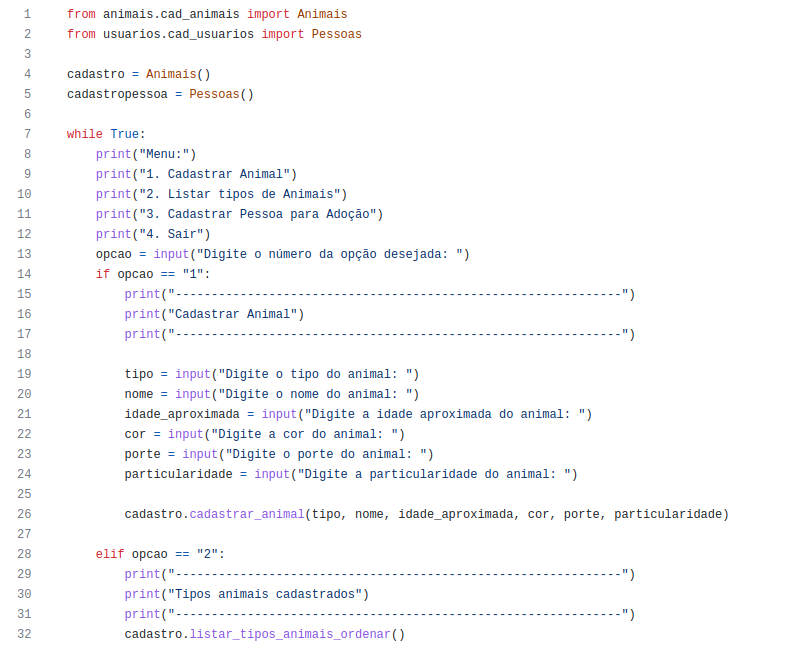 1 from animais.cad_animais import Animais
2 from usuarios.cad_usuarios import Pessoas
3
4 cadastro = Animais()
5 cadastropessoa = Pessoas()
6
7 while True:
8     print("Menu:")
9     print("1. Cadastrar Animal")
10     print("2. Listar tipos de Animais")
11     print("3. Cadastrar Pessoa para Adoção")
12     print("4. Sair")
13     opcao = input("Digite o número da opção desejada: ")
14     if opcao == "1":
15         print("--------------------------------------------------------------")
16         print("Cadastrar Animal")
17         print("--------------------------------------------------------------")
18
19         tipo = input("Digite o tipo do animal: ")
20         nome = input("Digite o nome do animal: ")
21         idade_aproximada = input("Digite a idade aproximada do animal: ")
22         cor = input("Digite a cor do animal: ")
23         porte = input("Digite o porte do animal: ")
24         particularidade = input("Digite a particularidade do animal: ")
25
26         cadastro.cadastrar_animal(tipo, nome, idade_aproximada, cor, porte, particularidade)
27
28     elif opcao == "2":
29         print("--------------------------------------------------------------")
30         print("Tipos animais cadastrados")
31         print("--------------------------------------------------------------")
32         cadastro.listar_tipos_animais_ordenar()